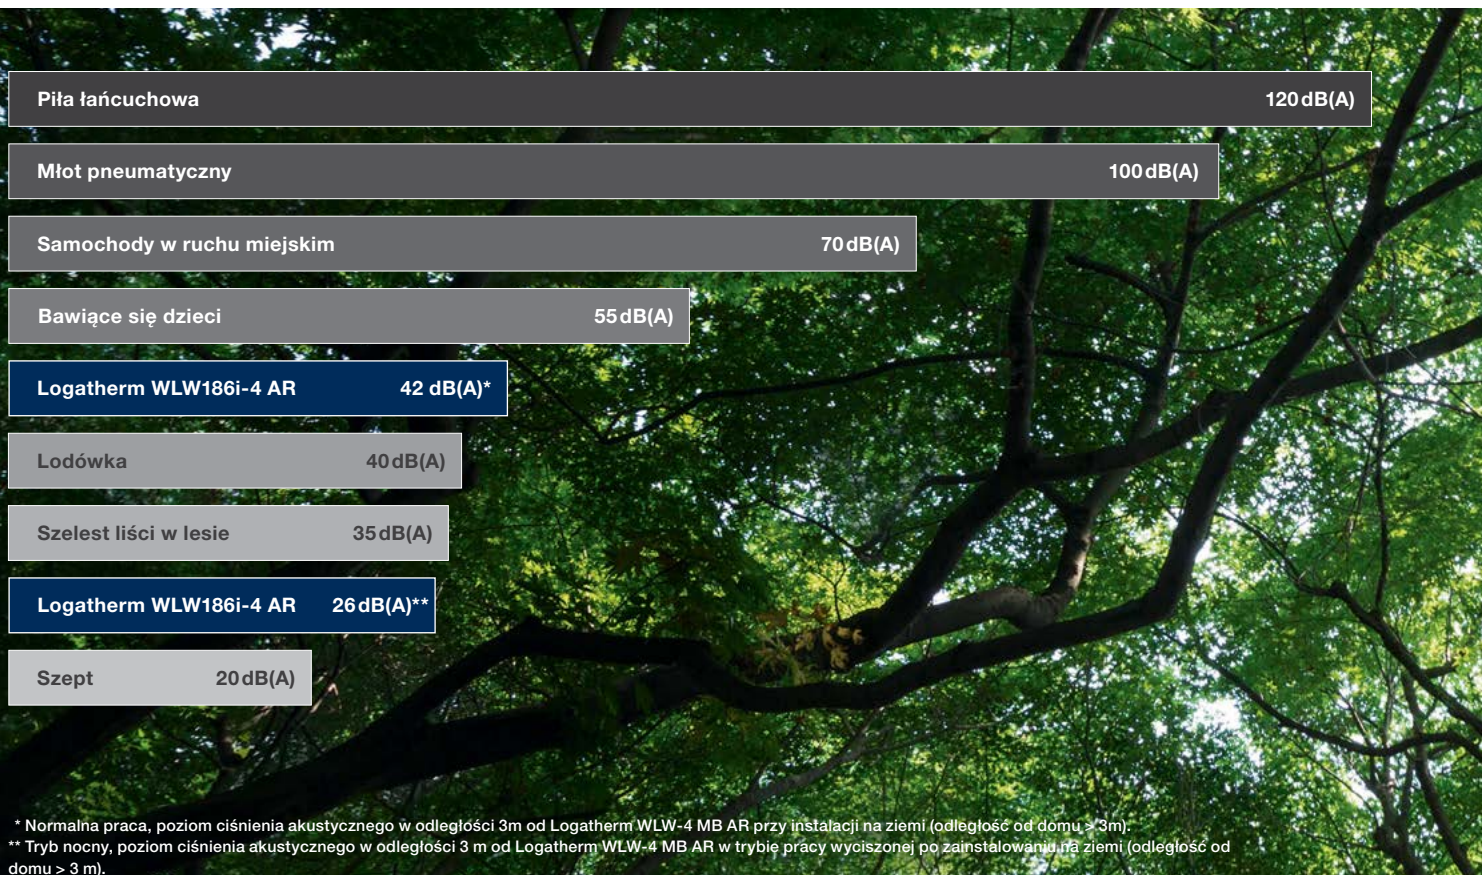 Piła łańcuchowa 120 dB(A)
Młot pneumatyczny 100 dB(A)
Samochody w ruchu miejskim 70 dB(A)
Bawiące się dzieci 55 dB(A)
Logatherm WLW186i-4 AR 42 dB(A)*
Lodówka 40 dB(A)
Szelest liści w lesie 35 dB(A)
Logatherm WLW186i-4 AR 26 dB(A)**
Szept 20 dB(A)
* Normalna praca, poziom ciśnienia akustycznego w odległości 3m od Logatherm WLW-4 MB AR przy instalacji na ziemi (odległość od domu > 3m).
** Tryb nocny, poziom ciśnienia akustycznego w odległości 3 m od Logatherm WLW-4 MB AR w trybie pracy wyciszonej po zainstalowaniu na ziemi (odległość od
domu > 3 m).